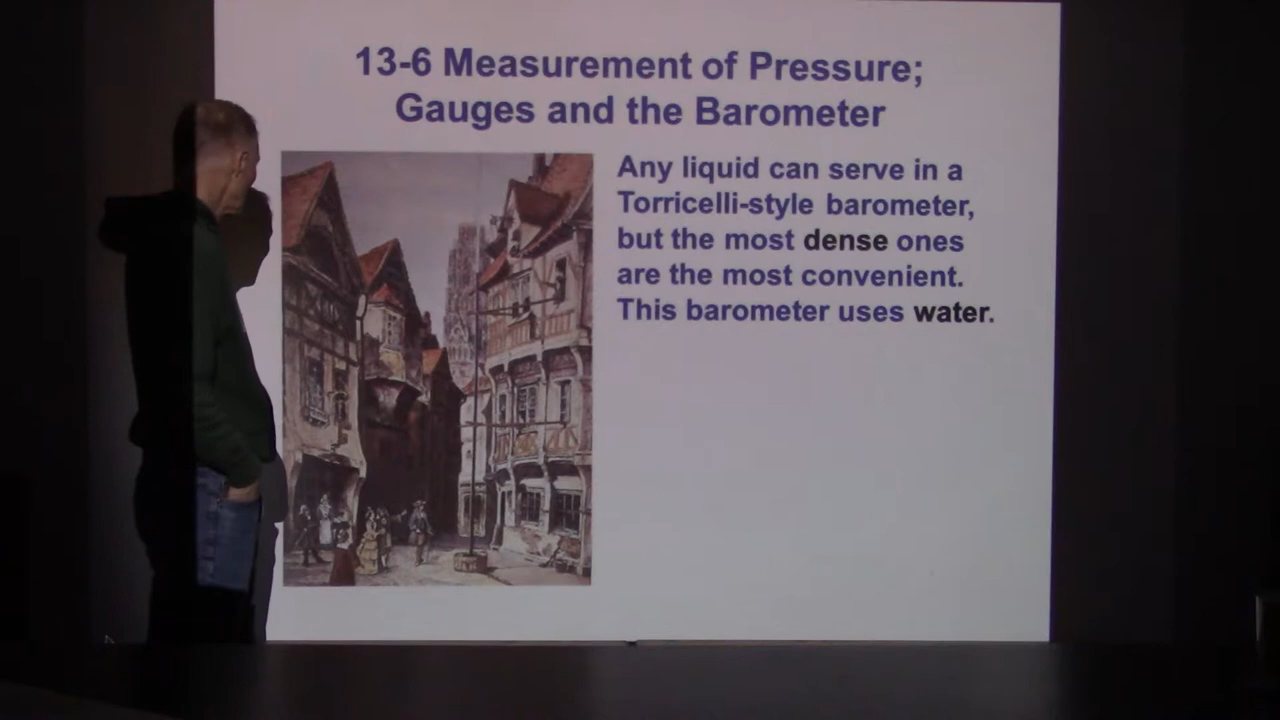 13-6 Measurement of Pressure;
Gauges and the Barometer
Any liquid can serve in a
Torricelli-style barometer,
but the most dense ones
are the most convenient.
This barometer uses water.